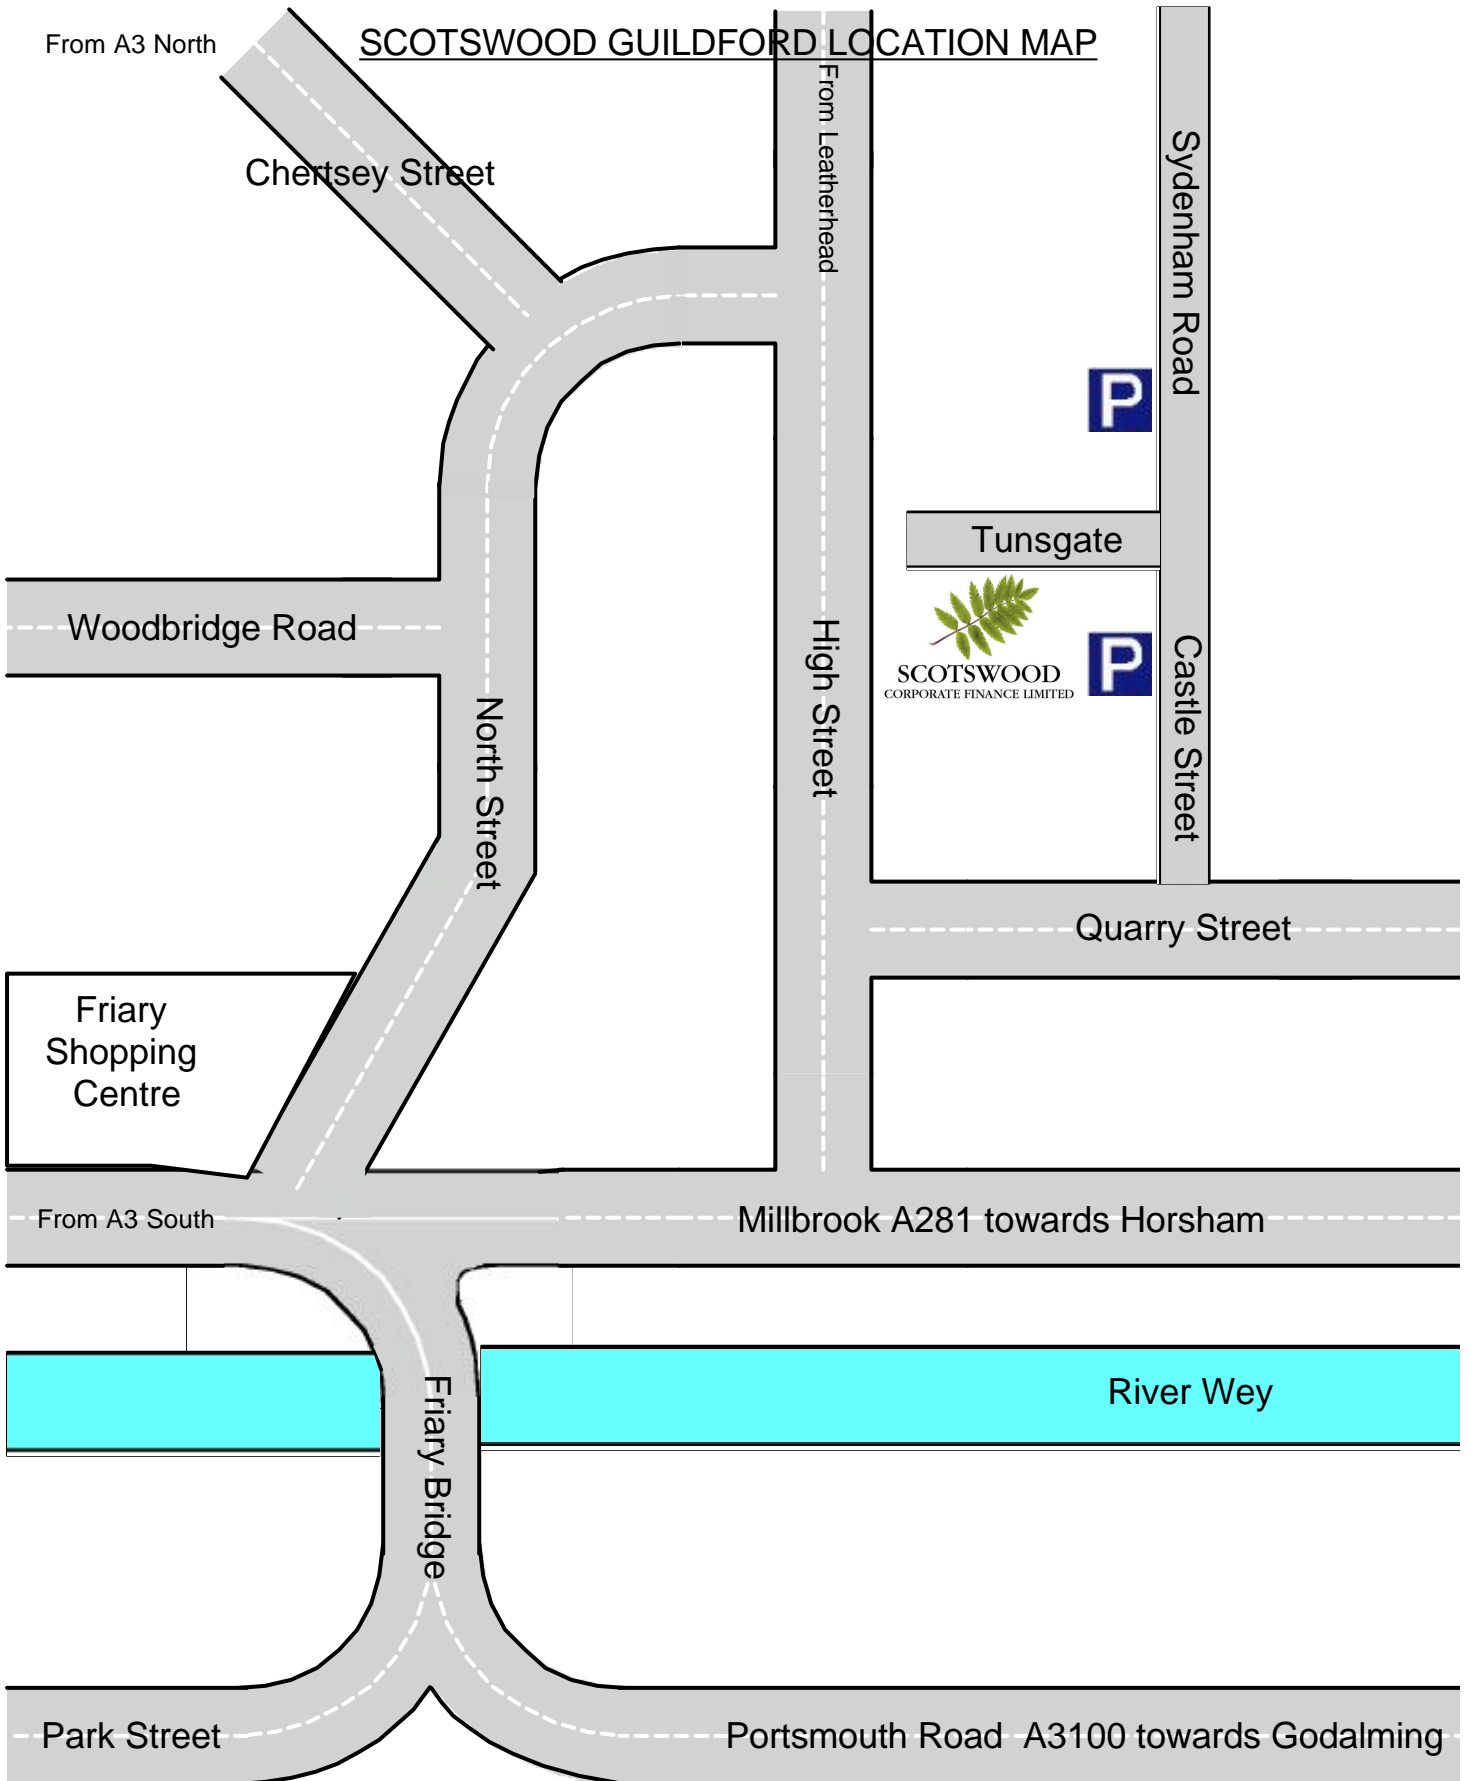 From A3 North
SCOTSWOOD GUILDFORD LOCATION MAP
From Leatherhead
Chertsey Street
Sydenham Road
P
Tunsgate
Woodbridge Road
High Street
SCOTSWOOD
CORPORATE FINANCE LIMITED
P
Castle Street
North Street
Quarry Street
Friary
Shopping
Centre
From A3 South
Millbrook A281 towards Horsham
River Wey
Friary Bridge
Park Street
Portsmouth Road A3100 towards Godalming